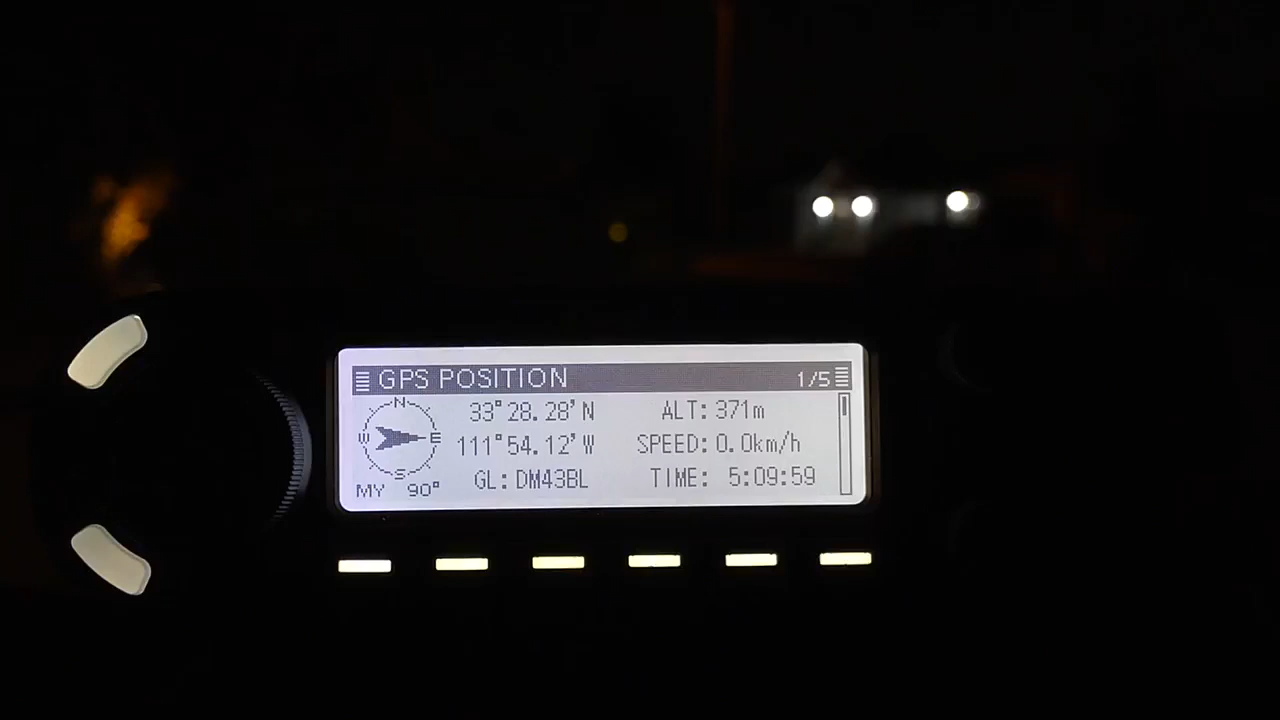 GPS POSITION 1/5
N
W E
S
MY 90°
33°28.28'N
111°54.12'W
GL:DM43BL
ALT:371m
SPEED:0.0km/h
TIME: 5:09:59